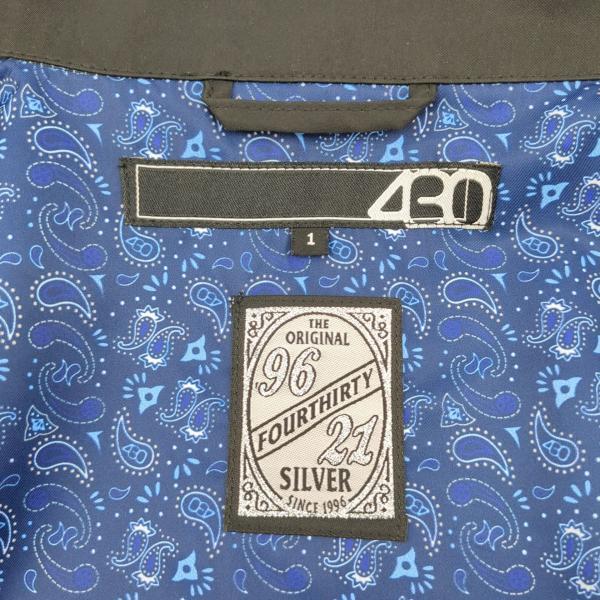 430
1
THE
ORIGINAL
96
FOURTHIRTY
21
SILVER
SINCE 1996